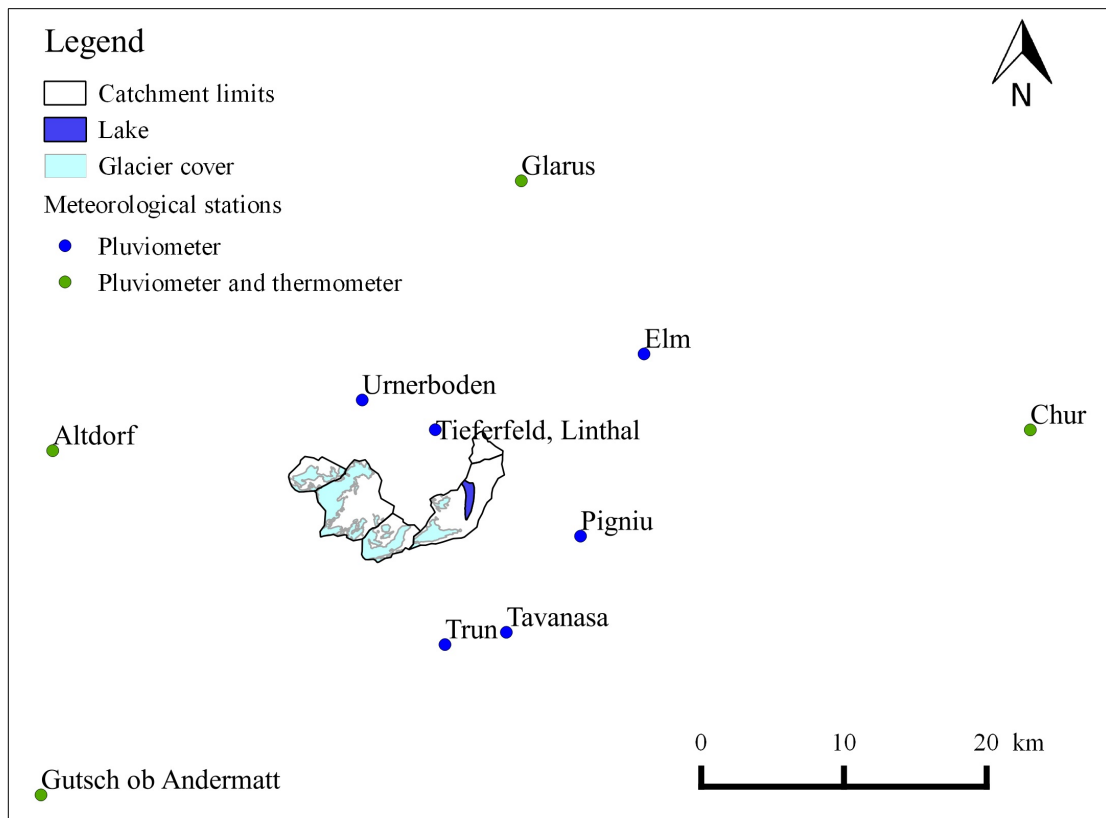 Legend
Catchment limits
Lake
Glacier cover
Meteorological stations
Pluviometer
Pluviometer and thermometer
N
Glarus
Elm
Urnerboden
Tieferfeld, Linthal
Chur
Altdorf
Pigniu
Tavanasa
Trun
0 10 20 km
Gutsch ob Andermatt